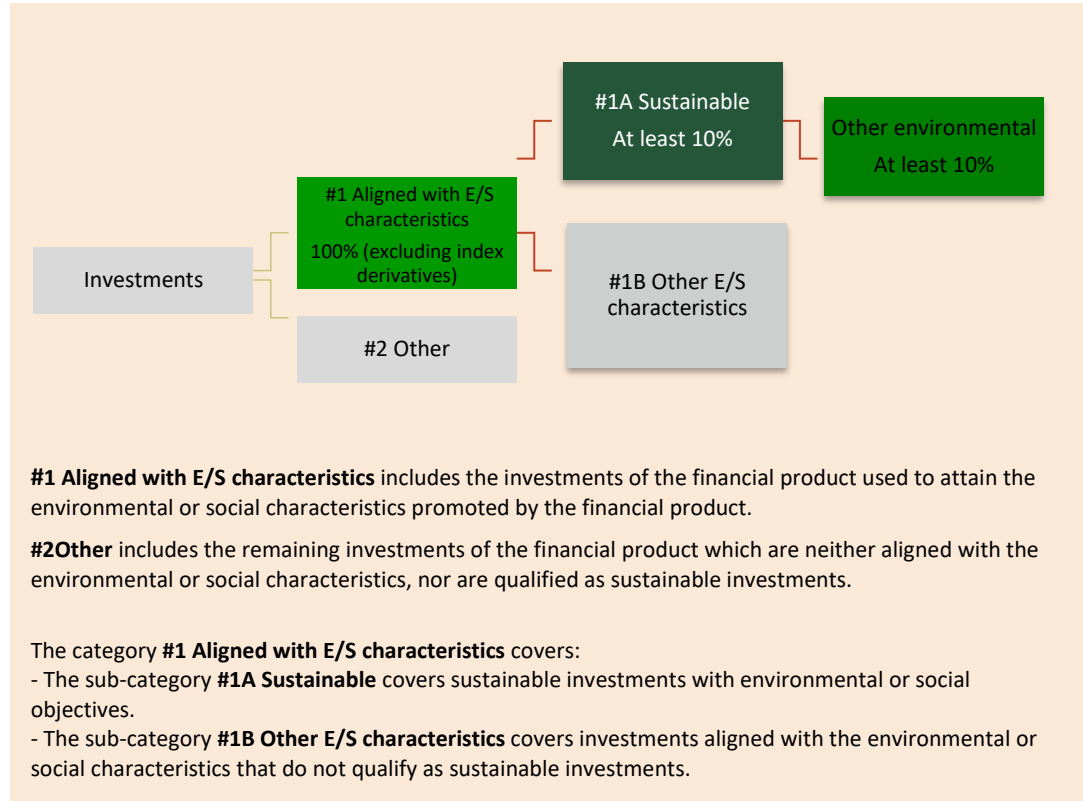 #1A Sustainable
At least 10%
Other environmental
At least 10%
#1 Aligned with E/S
characteristics
100% (excluding index
derivatives)
Investments
#1B Other E/S
characteristics
#2 Other
#1 Aligned with E/S characteristics includes the investments of the financial product used to attain the
environmental or social characteristics promoted by the financial product.
#2Other includes the remaining investments of the financial product which are neither aligned with the
environmental or social characteristics, nor are qualified as sustainable investments.
The category #1 Aligned with E/S characteristics covers:
- The sub-category #1A Sustainable covers sustainable investments with environmental or social
objectives.
- The sub-category #1B Other E/S characteristics covers investments aligned with the environmental or
social characteristics that do not qualify as sustainable investments.